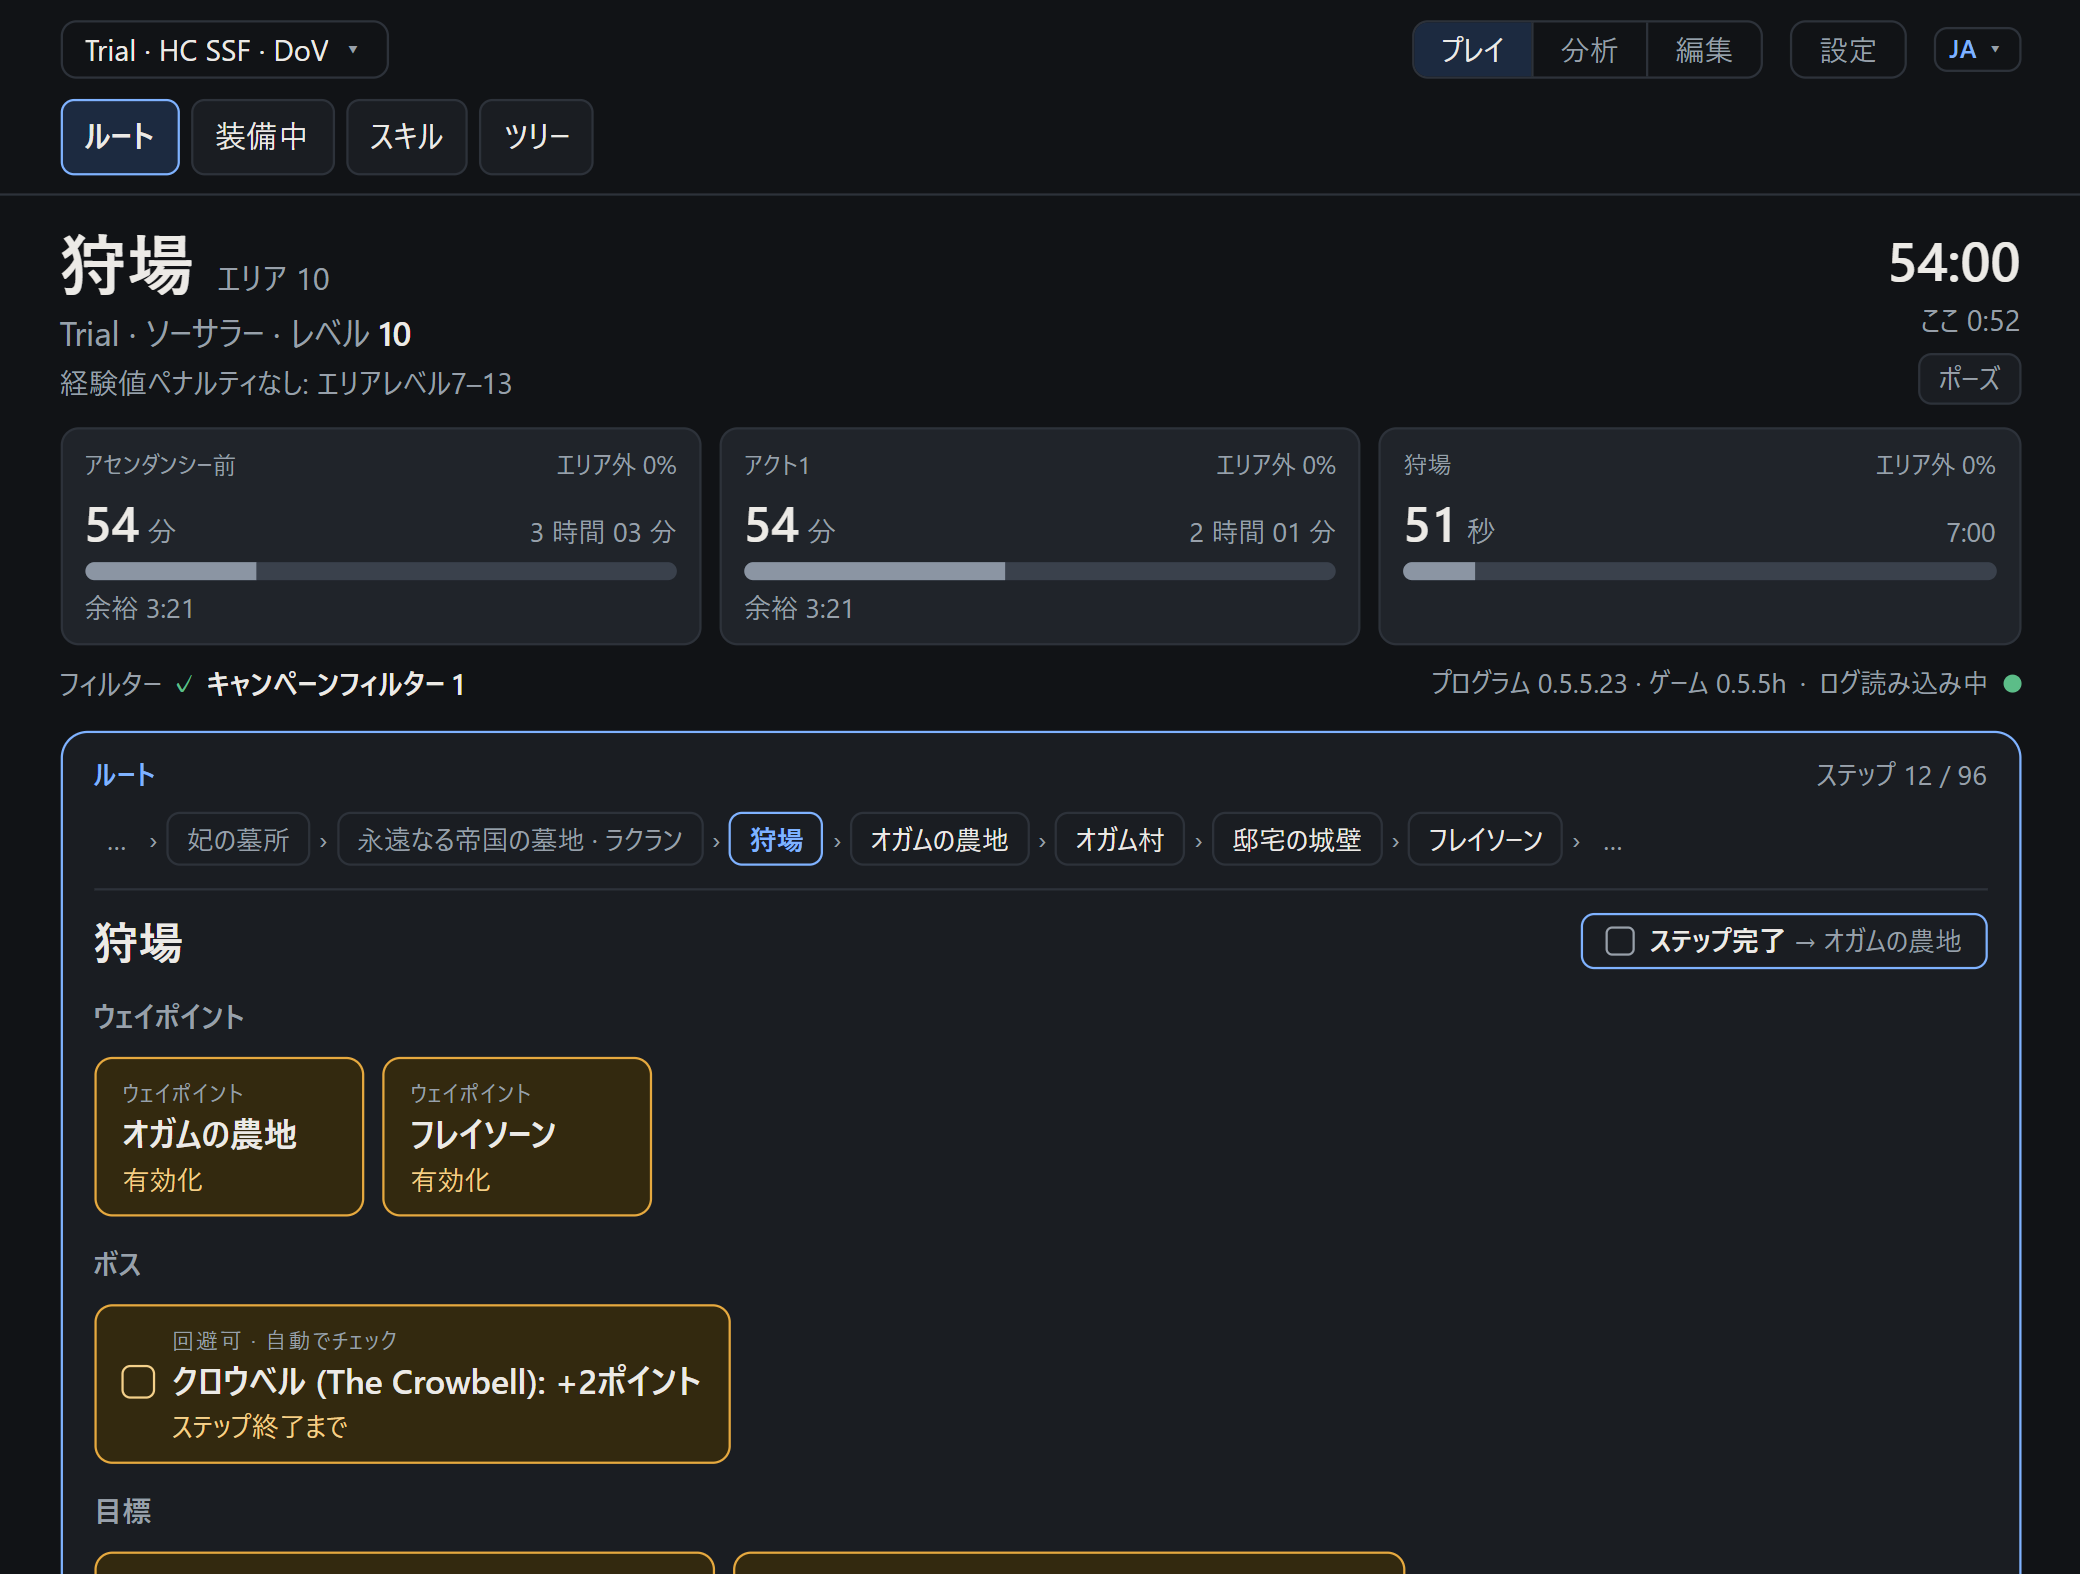 Trial · HC SSF · DoV ▾
プレイ 分析 編集 設定 JA ▾
ルート 装備中 スキル ツリー
狩場 エリア 10
54:00
Trial · ソーサラー · レベル 10
ここ 0:52
経験値ペナルティなし: エリアレベル7–13
ポーズ
アセンダンシー前 エリア外 0%
54 分 3 時間 03 分
余裕 3:21
アクト1 エリア外 0%
54 分 2 時間 01 分
余裕 3:21
狩場 エリア外 0%
51 秒 7:00
フィルター ✓ キャンペーンフィルター 1
プログラム 0.5.5.23 · ゲーム 0.5.5h · ログ読み込み中
ルート ステップ 12 / 96
... › 妃の墓所 › 永遠なる帝国の墓地 · ラクラン › 狩場 › オガムの農地 › オガム村 › 邸宅の城壁 › フレイソーン › ...
狩場
ステップ完了 → オガムの農地
ウェイポイント
ウェイポイント
オガムの農地
有効化
ウェイポイント
フレイソーン
有効化
ボス
回避可 · 自動でチェック
クロウベル (The Crowbell): +2ポイント
ステップ終了まで
目標